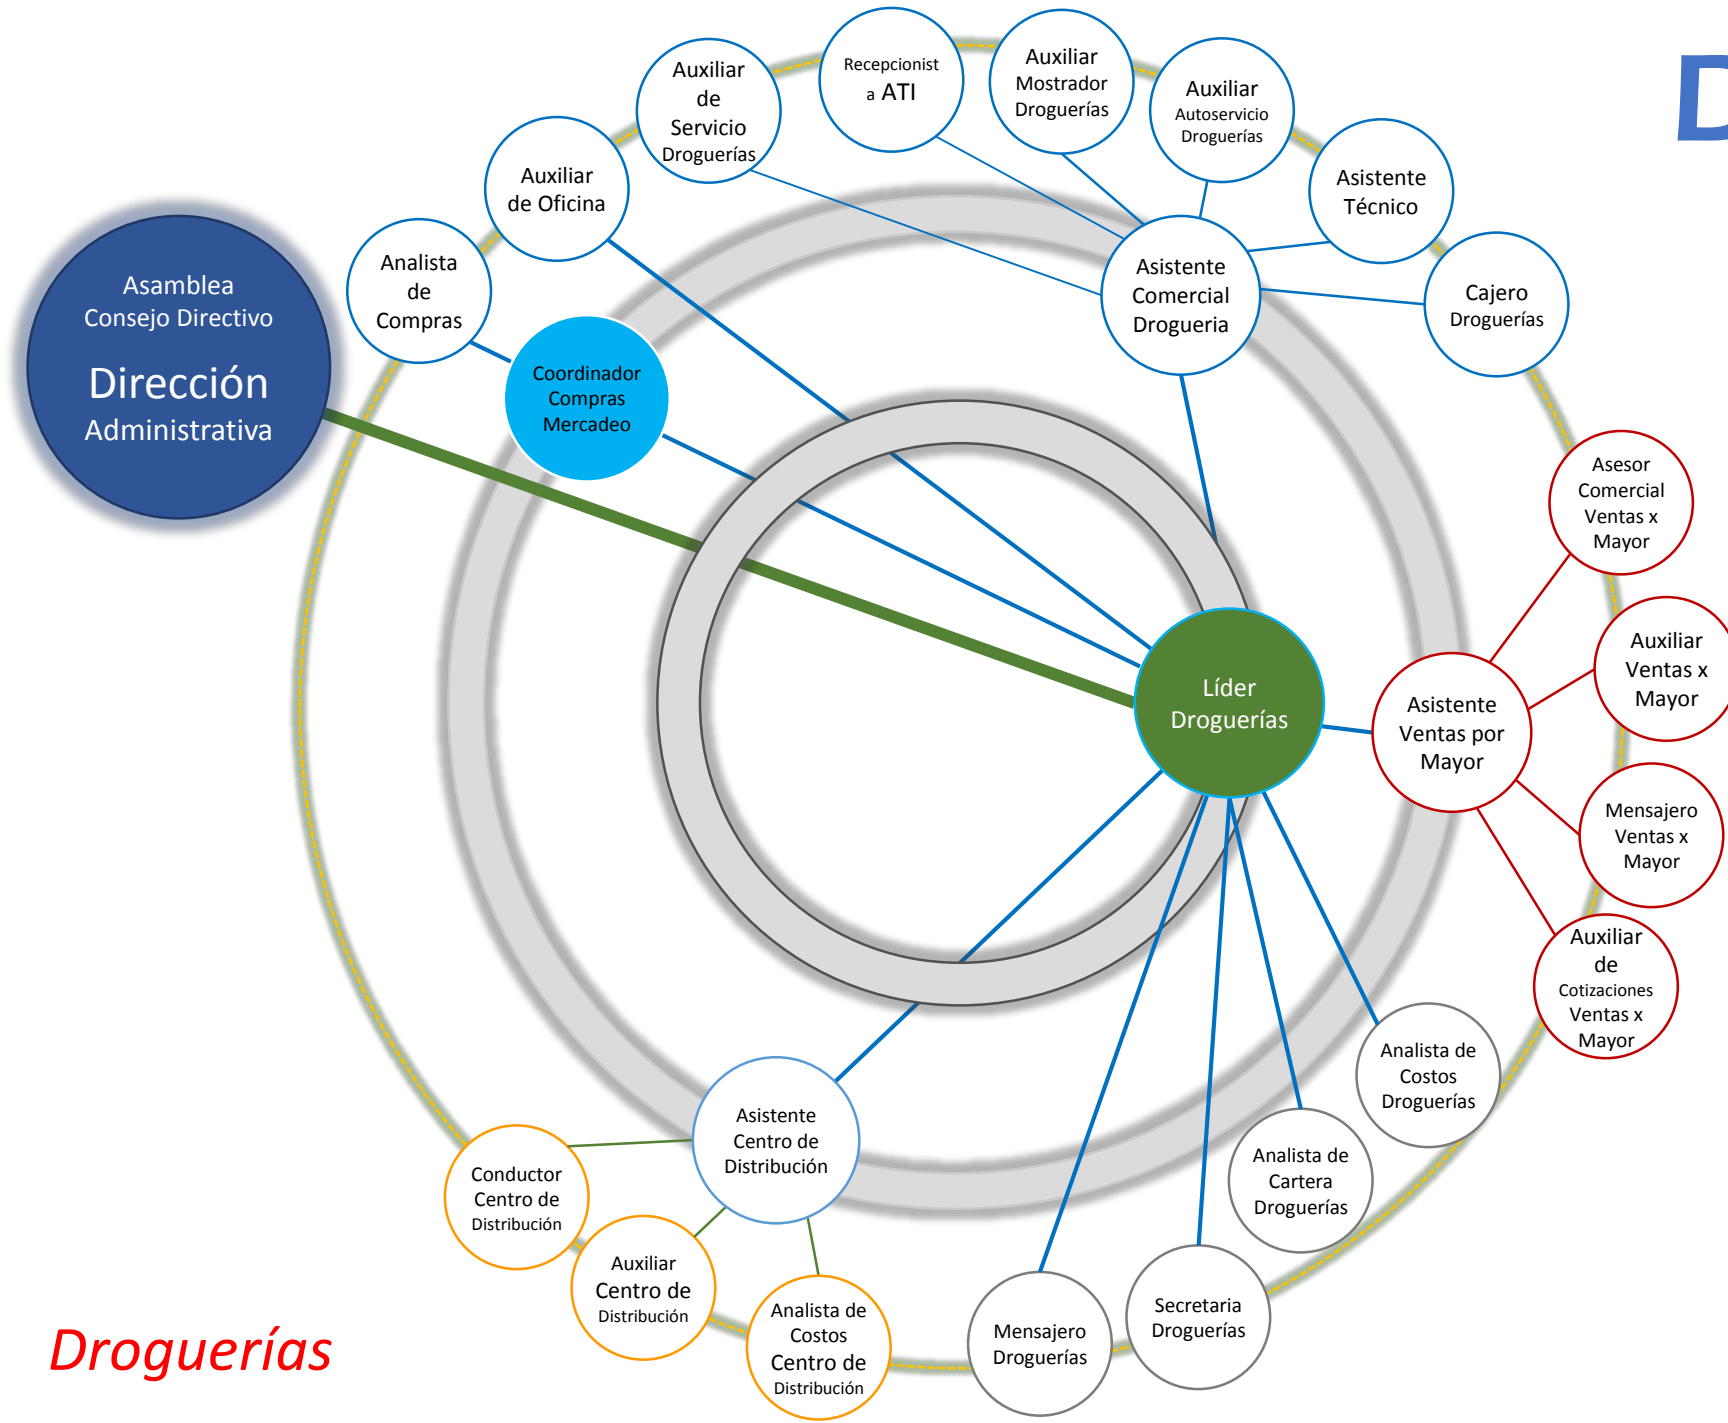 D
Recepcionist
a ATI
Auxiliar
Mostrador
Droguerías
Auxiliar
de
Servicio
Droguerías
Auxiliar
Autoservicio
Droguerías
Auxiliar
de Oficina
Asistente
Técnico
Analista
de
Compras
Asistente
Comercial
Drogueria
Cajero
Droguerías
Asamblea
Consejo Directivo
Dirección
Administrativa
Coordinador
Compras
Mercadeo
Asesor
Comercial
Ventas x
Mayor
Auxiliar
Ventas x
Mayor
Líder
Droguerías
Asistente
Ventas por
Mayor
Mensajero
Ventas x
Mayor
Auxiliar
de
Cotizaciones
Ventas x
Mayor
Analista de
Costos
Droguerías
Asistente
Centro de
Distribución
Analista de
Cartera
Droguerías
Conductor
Centro de
Distribución
Auxiliar
Centro de
Distribución
Analista de
Costos
Centro de
Distribución
Mensajero
Droguerías
Secretaria
Droguerías
Droguerías